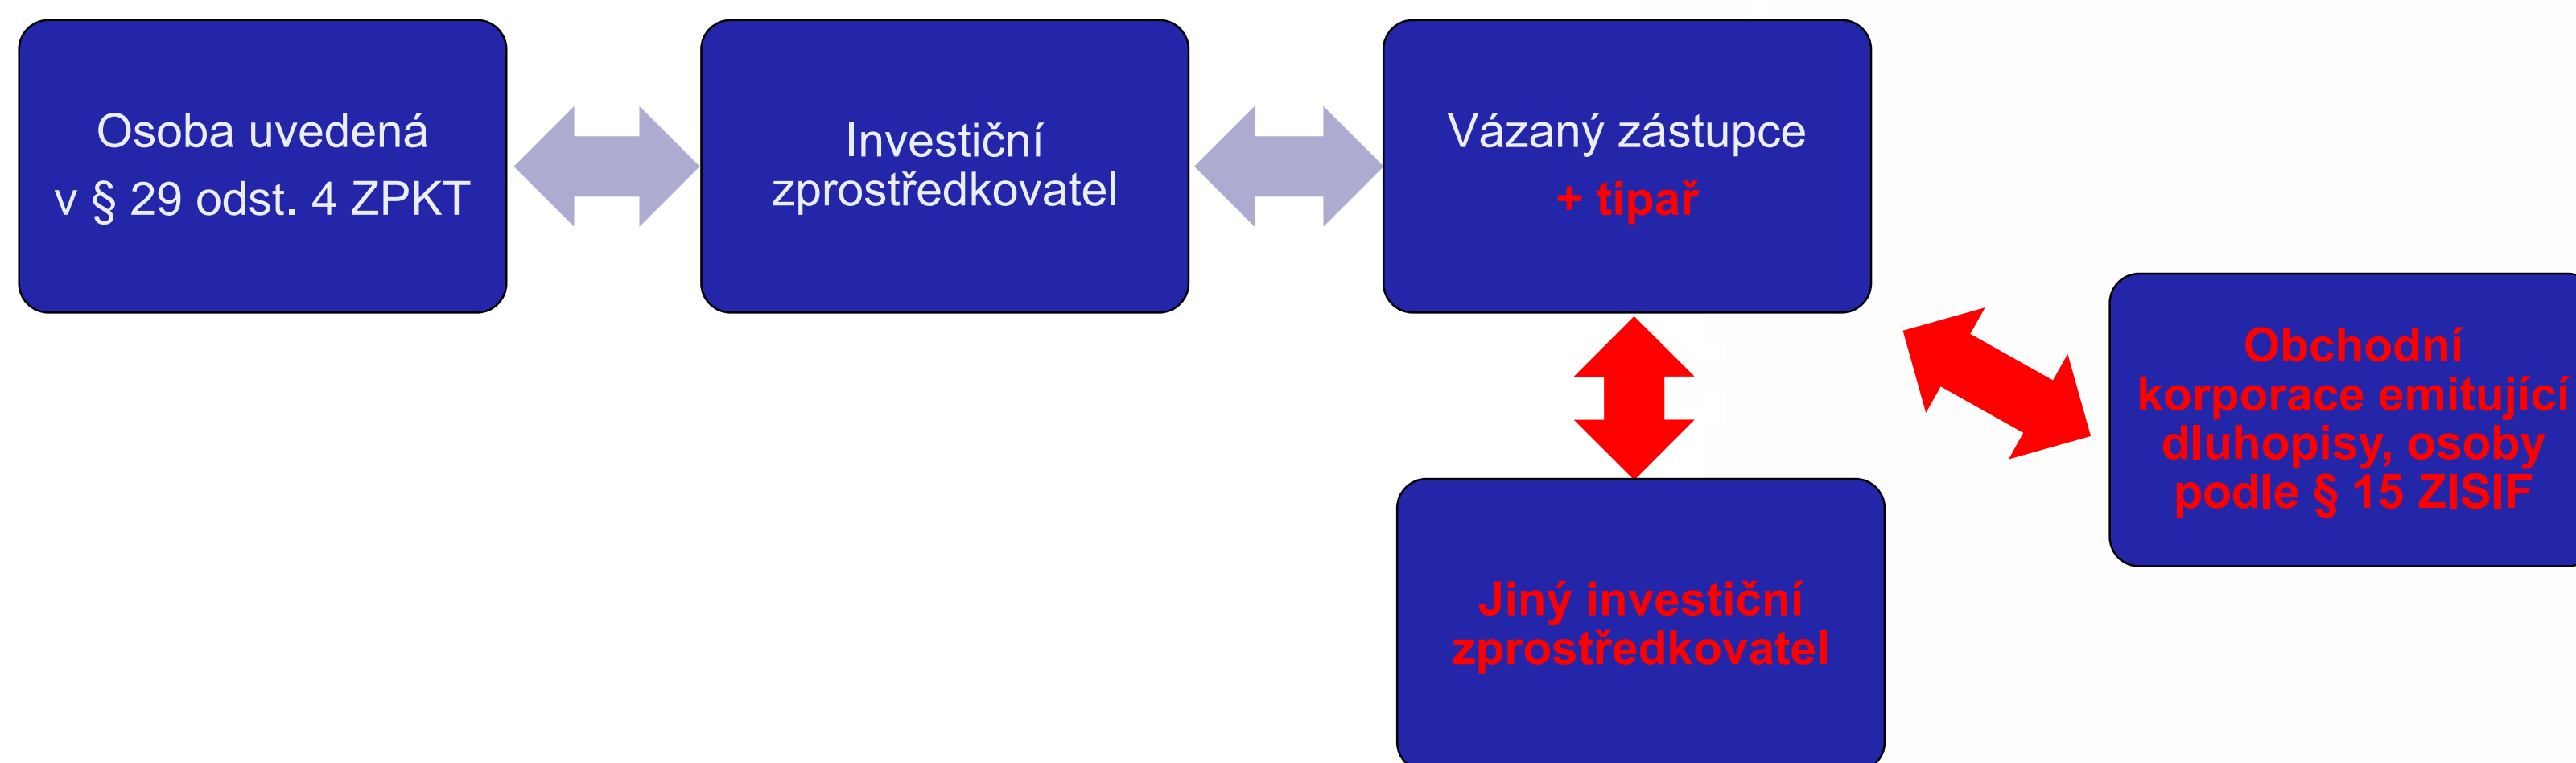 Osoba uvedená
v § 29 odst. 4 ZPKT
Investiční
zprostředkovatel
Vázaný zástupce
+ tipař
Obchodní
korporace emitující
dluhopisy, osoby
podle § 15 ZISIF
Jiný investiční
zprostředkovatel